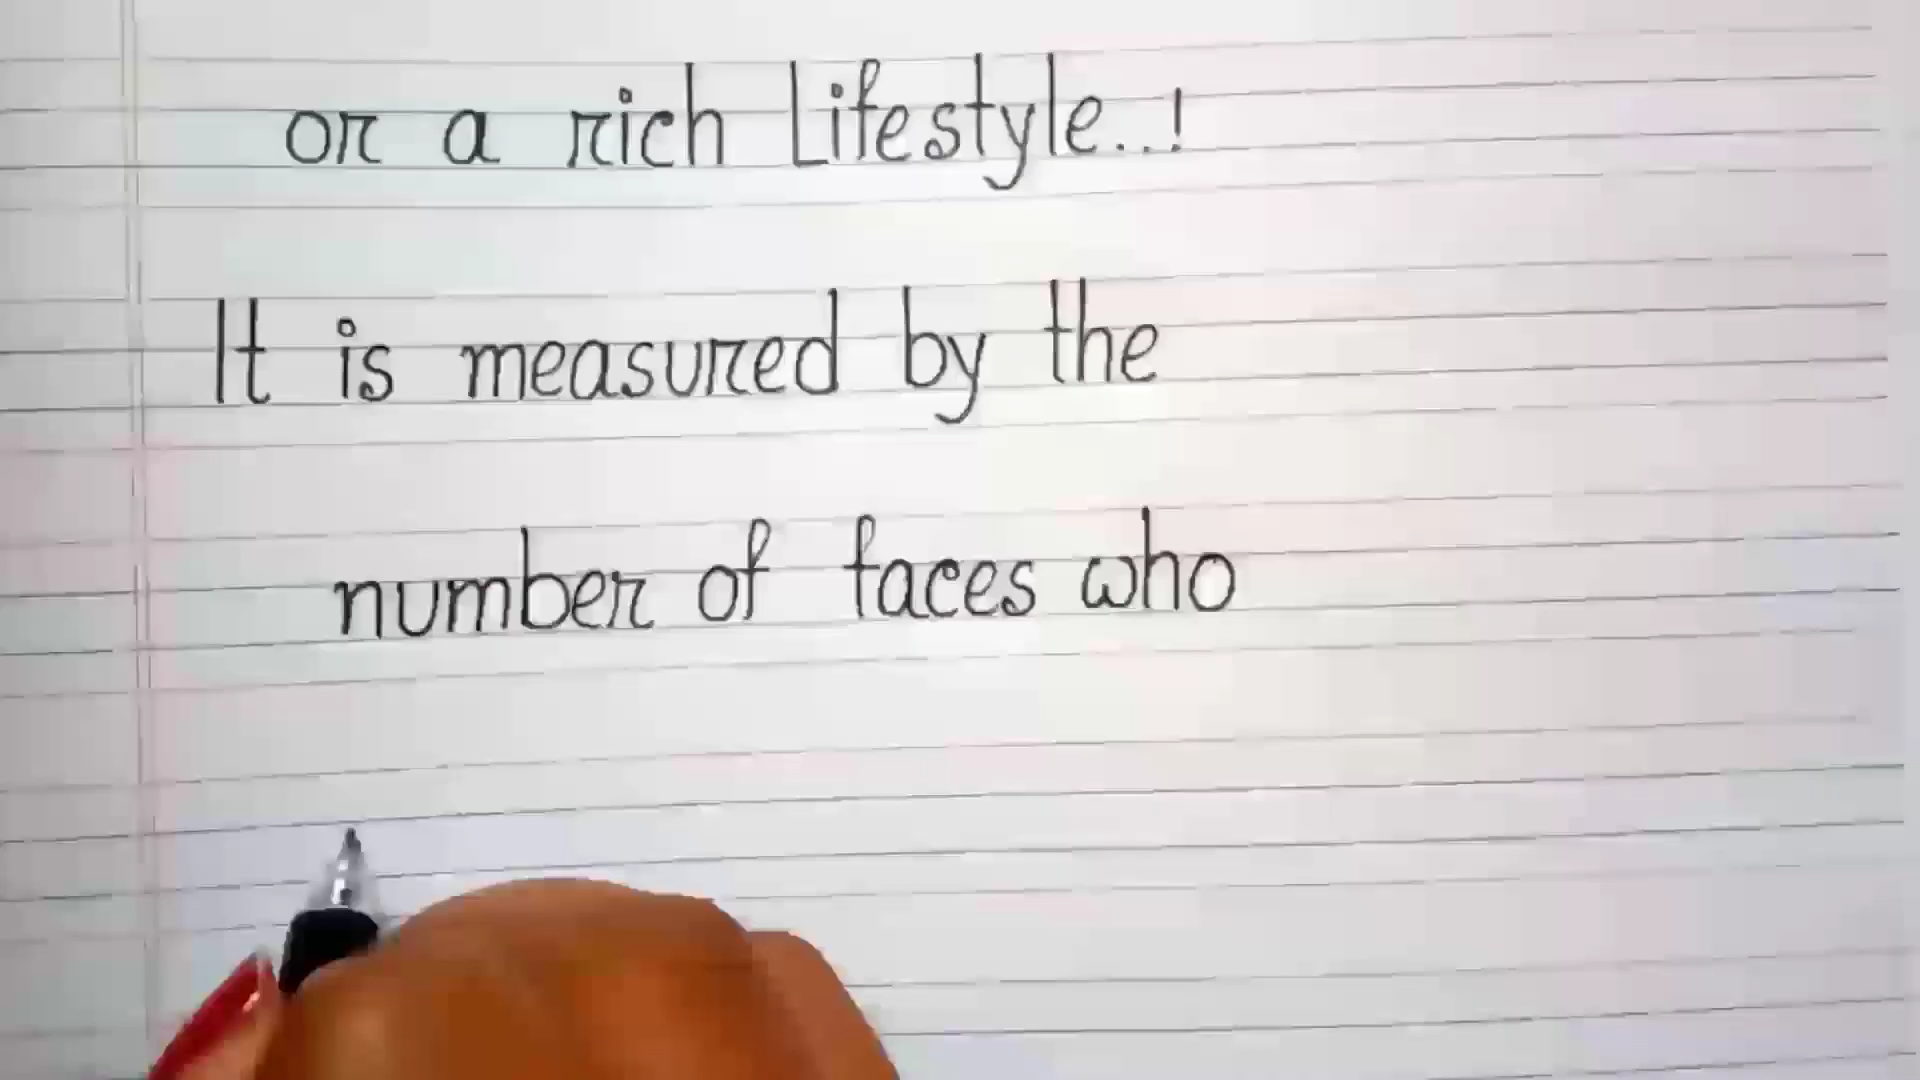 or a rich Lifestyle..!
It is measured by the
number of faces who